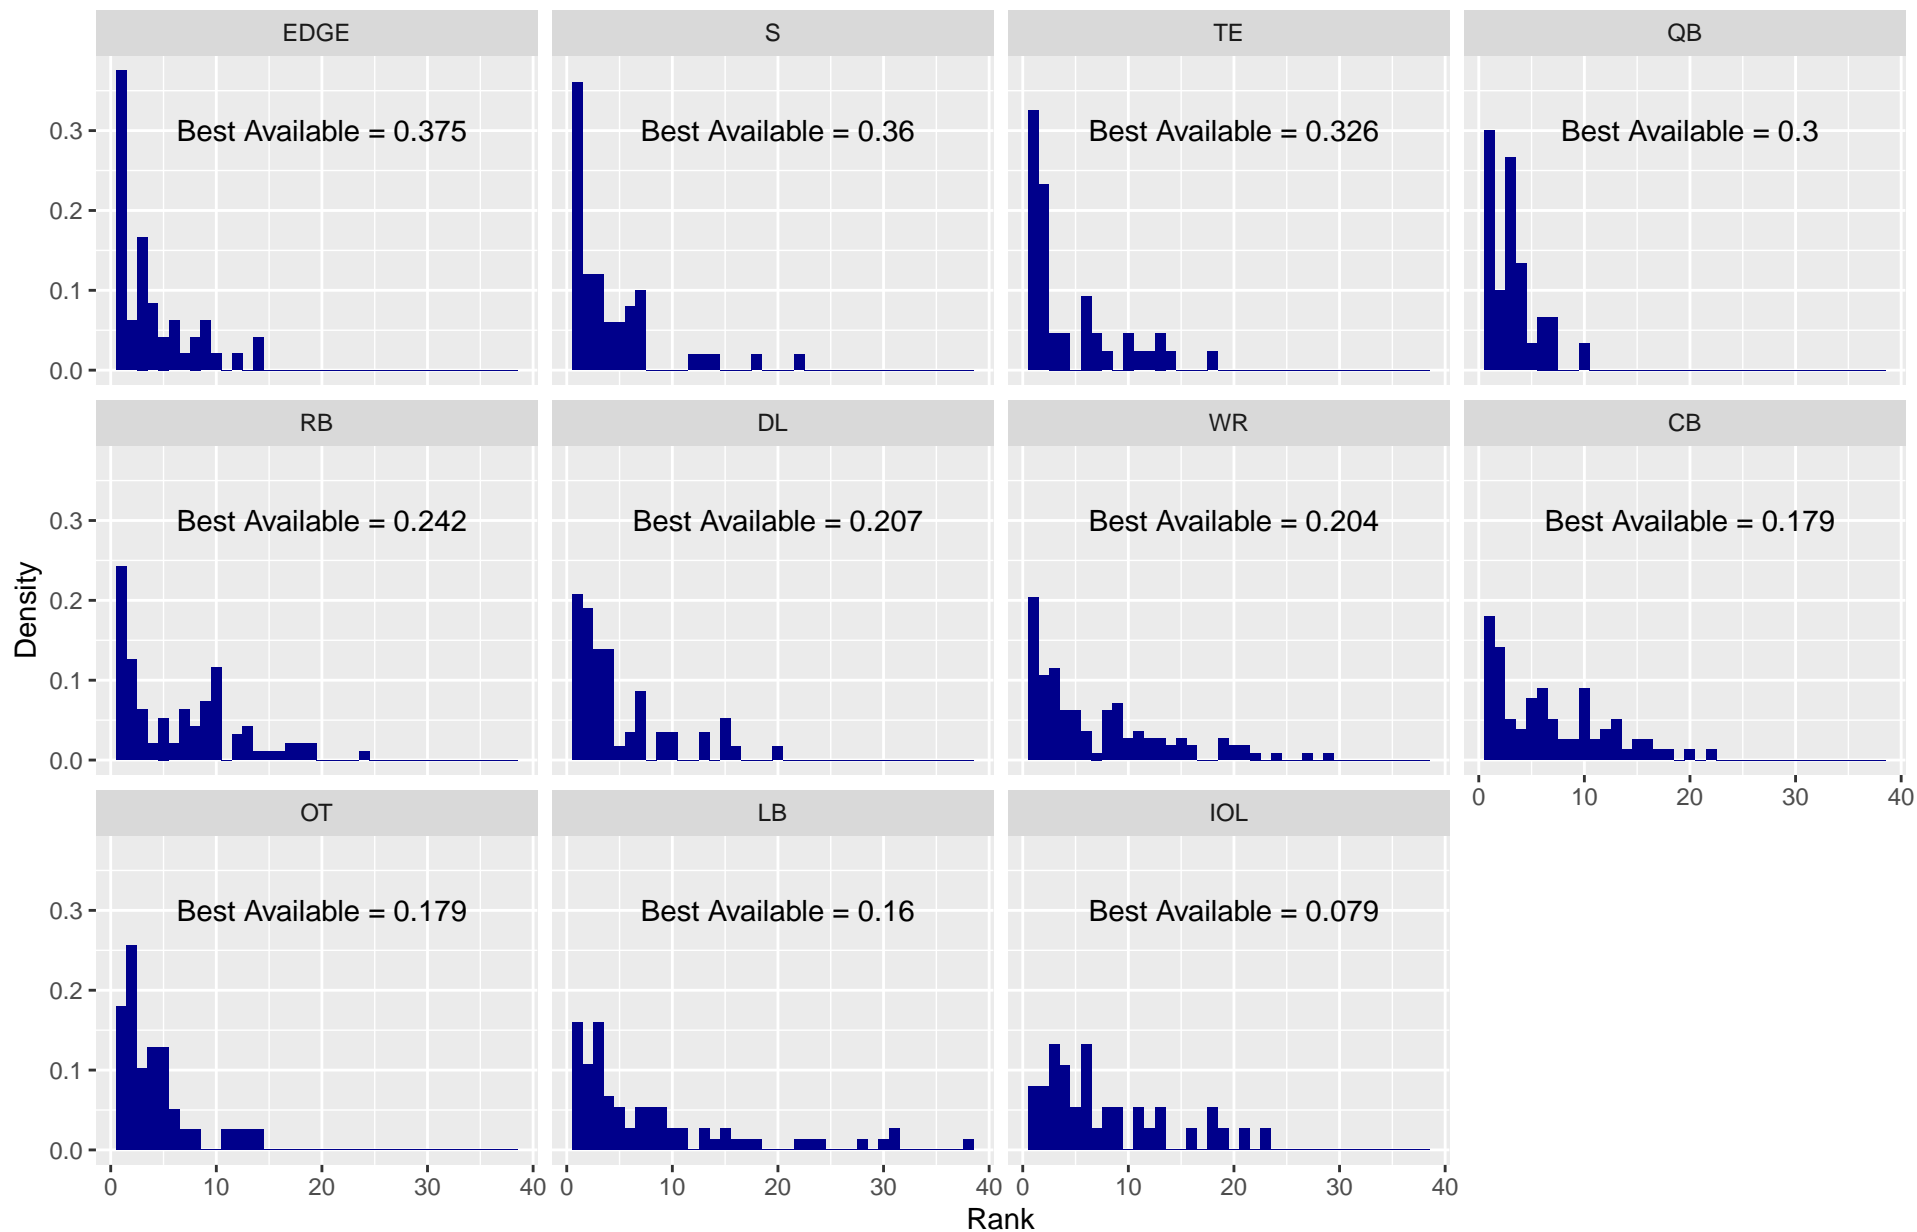 EDGE S TE QB
Best Available = 0.375 Best Available = 0.36 Best Available = 0.326 Best Available = 0.3
0.3
0.2
0.1
0.0
RB DL WR CB
Best Available = 0.242 Best Available = 0.207 Best Available = 0.204 Best Available = 0.179
0.3
0.2
0.1
0.0
0 10 20 30 40
OT LB IOL
Best Available = 0.179 Best Available = 0.16 Best Available = 0.079
0.3
0.2
0.1
0.0
0 10 20 30 40 0 10 20 30 40 0 10 20 30 40
Density
Rank